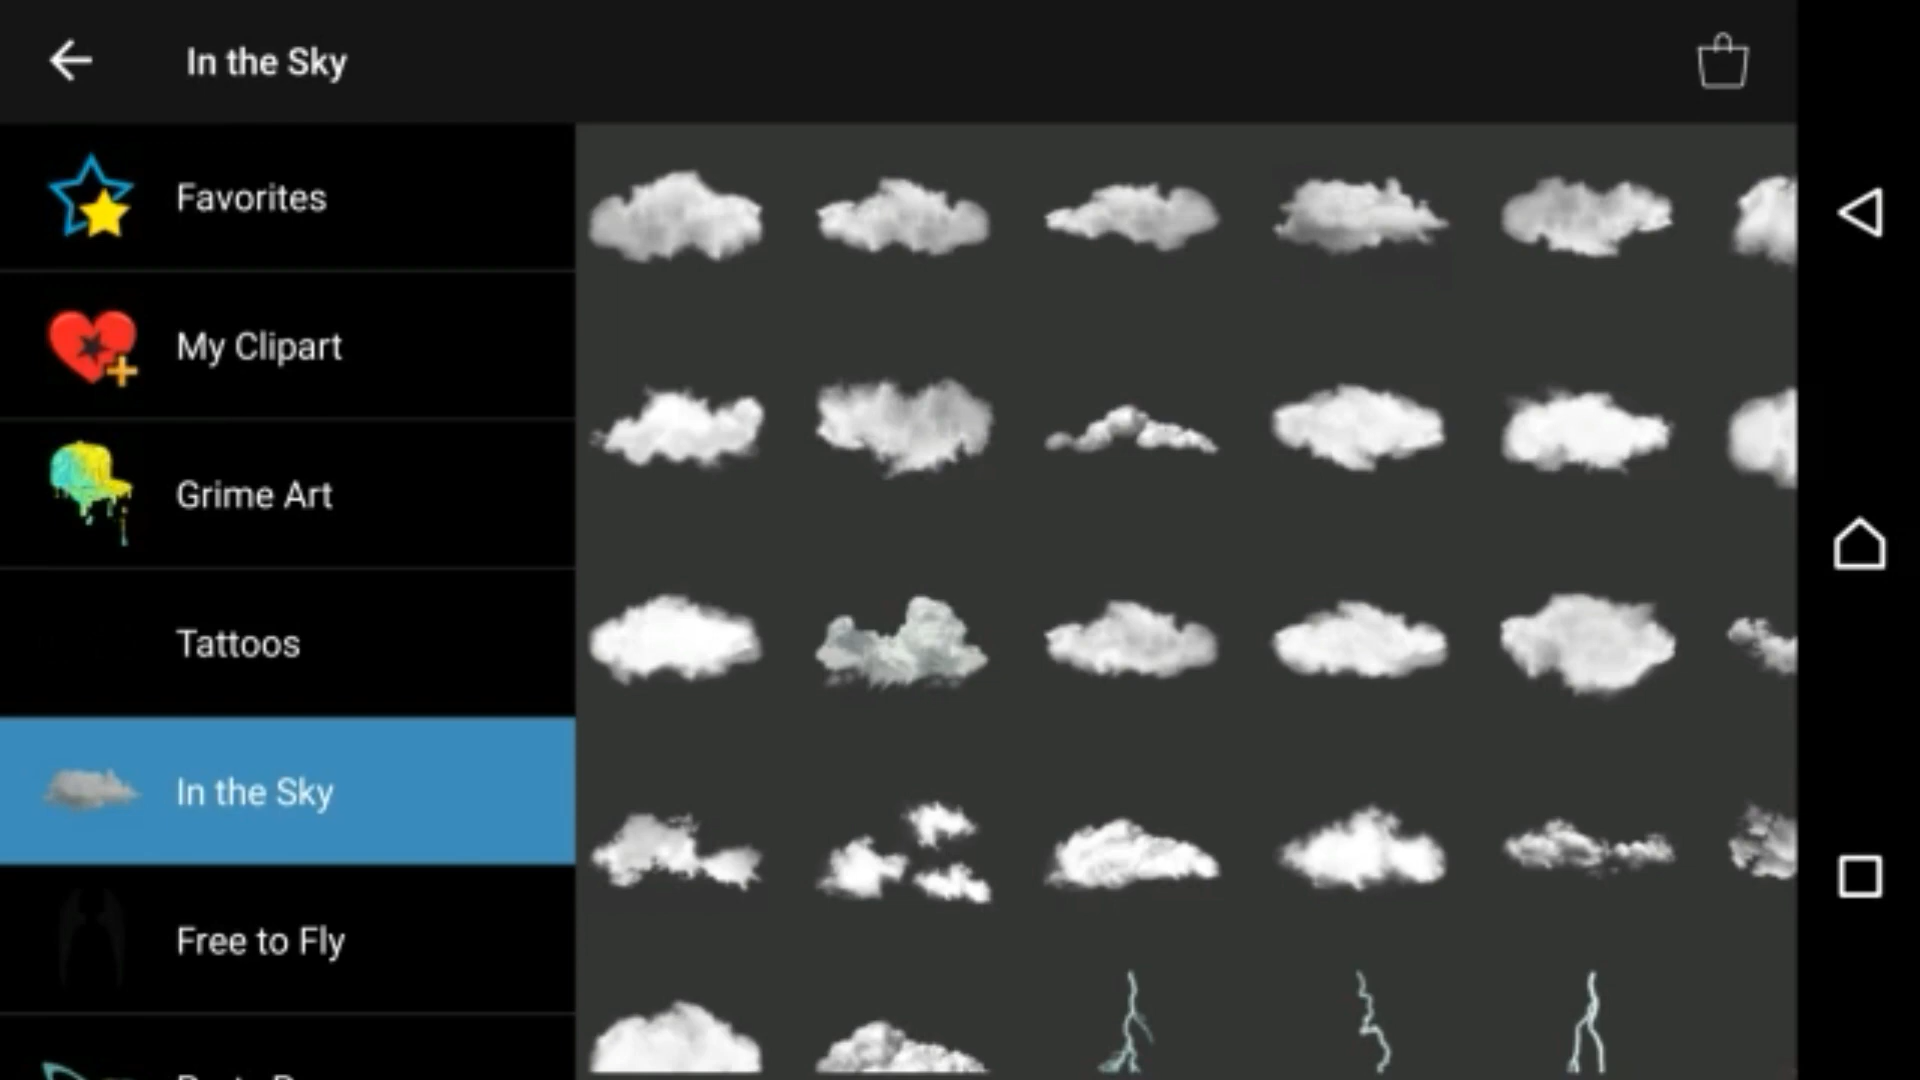 In the Sky
Favorites
My Clipart
Grime Art
Tattoos
In the Sky
Free to Fly